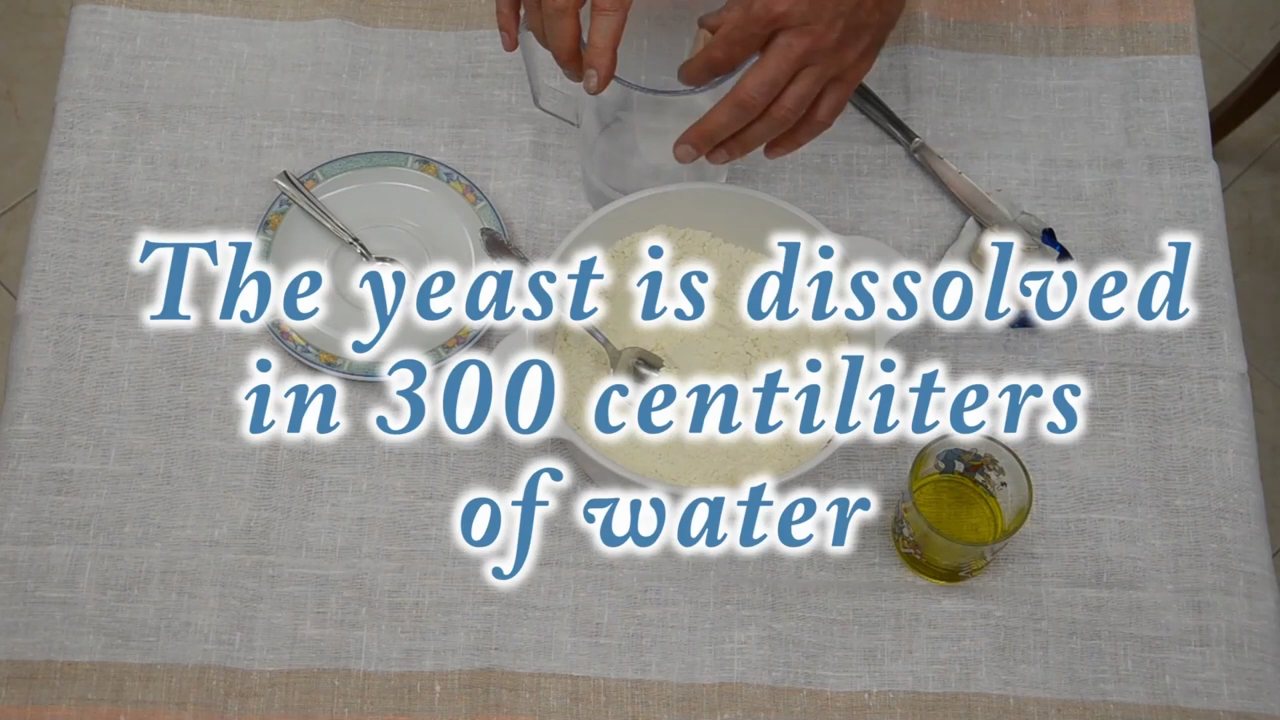 The yeast is dissolved
in 300 centiliters
of water